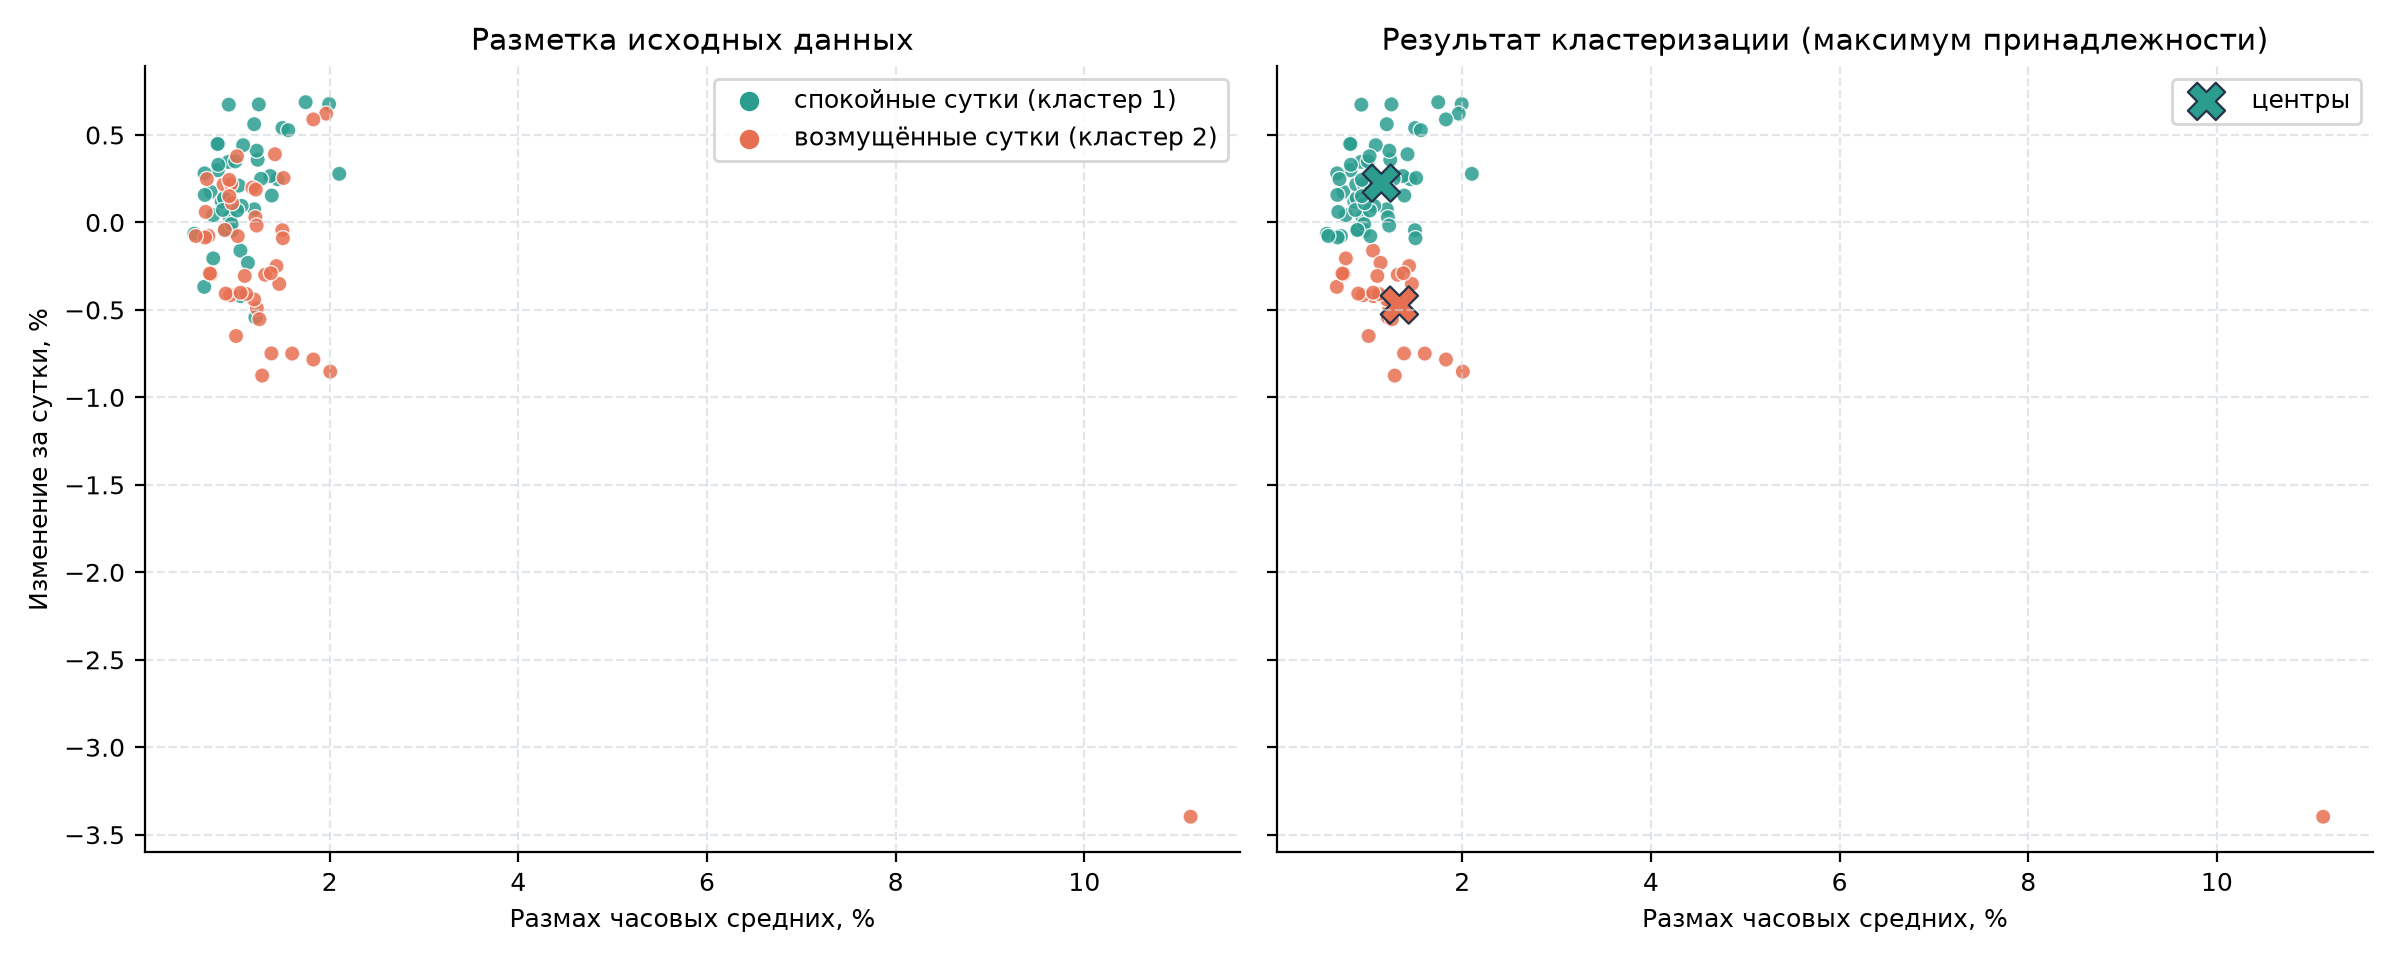 Разметка исходных данных
спокойные сутки (кластер 1)
возмущённые сутки (кластер 2)
Изменение за сутки, %
0.5
0.0
−0.5
−1.0
−1.5
−2.0
−2.5
−3.0
−3.5
2
4
6
8
10
Размах часовых средних, %
Результат кластеризации (максимум принадлежности)
центры
2
4
6
8
10
Размах часовых средних, %